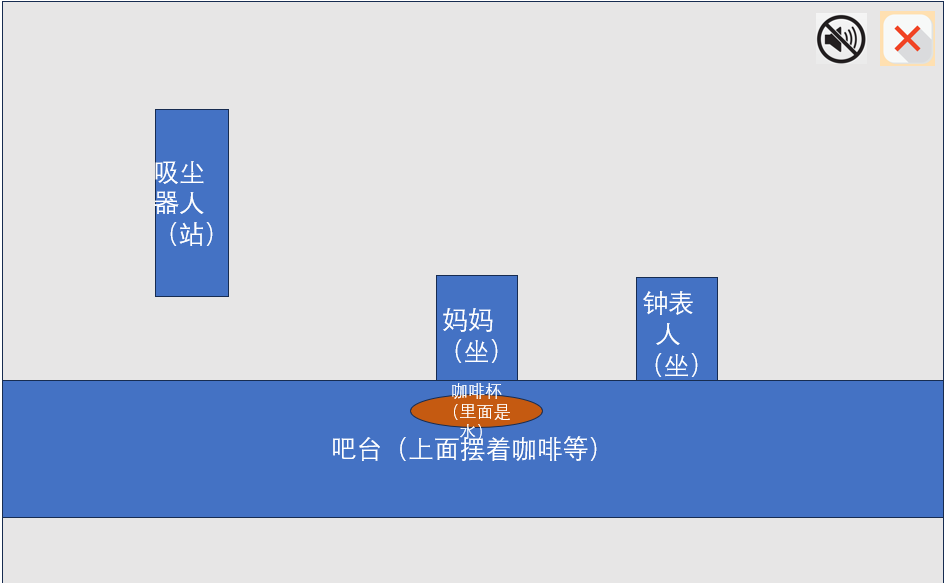 吸尘
器人
（站）
妈妈
（坐）
钟表
人
（坐）
咖啡杯
（里面是
水）
吧台（上面摆着咖啡等）